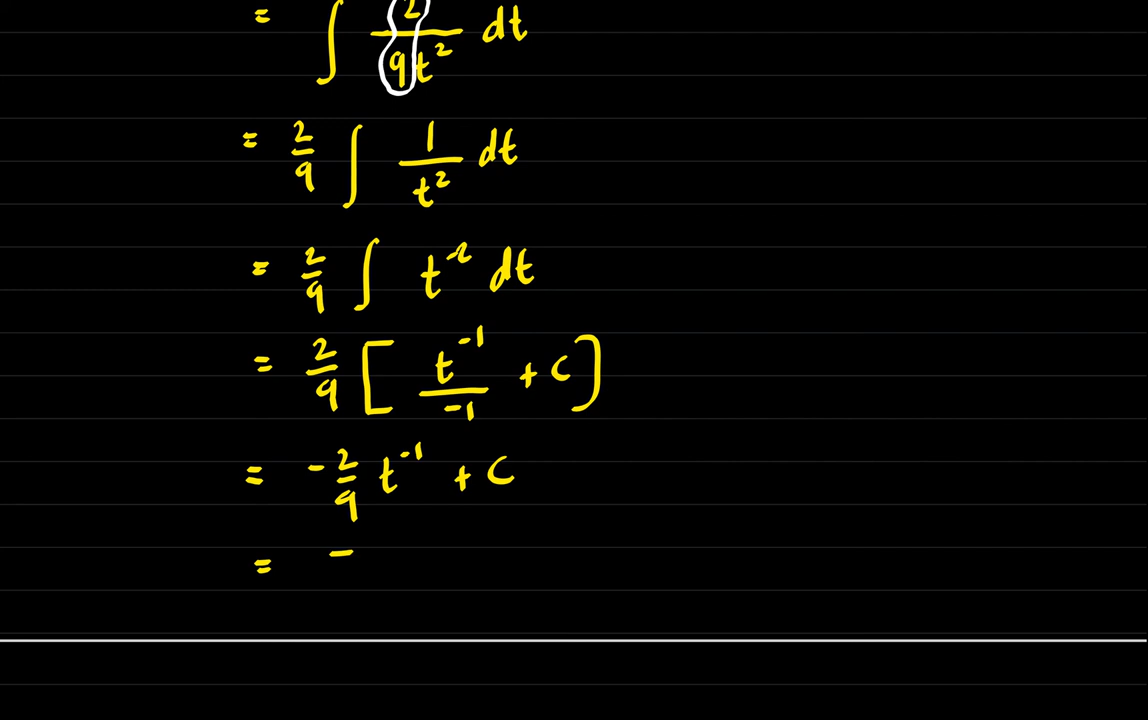 = ∫ 2/9t² dt
= 2/9 ∫ 1/t² dt
= 2/9 ∫ t⁻² dt
= 2/9 [ t⁻¹/-1 + c ]
= -2/9 t⁻¹ + c
= -